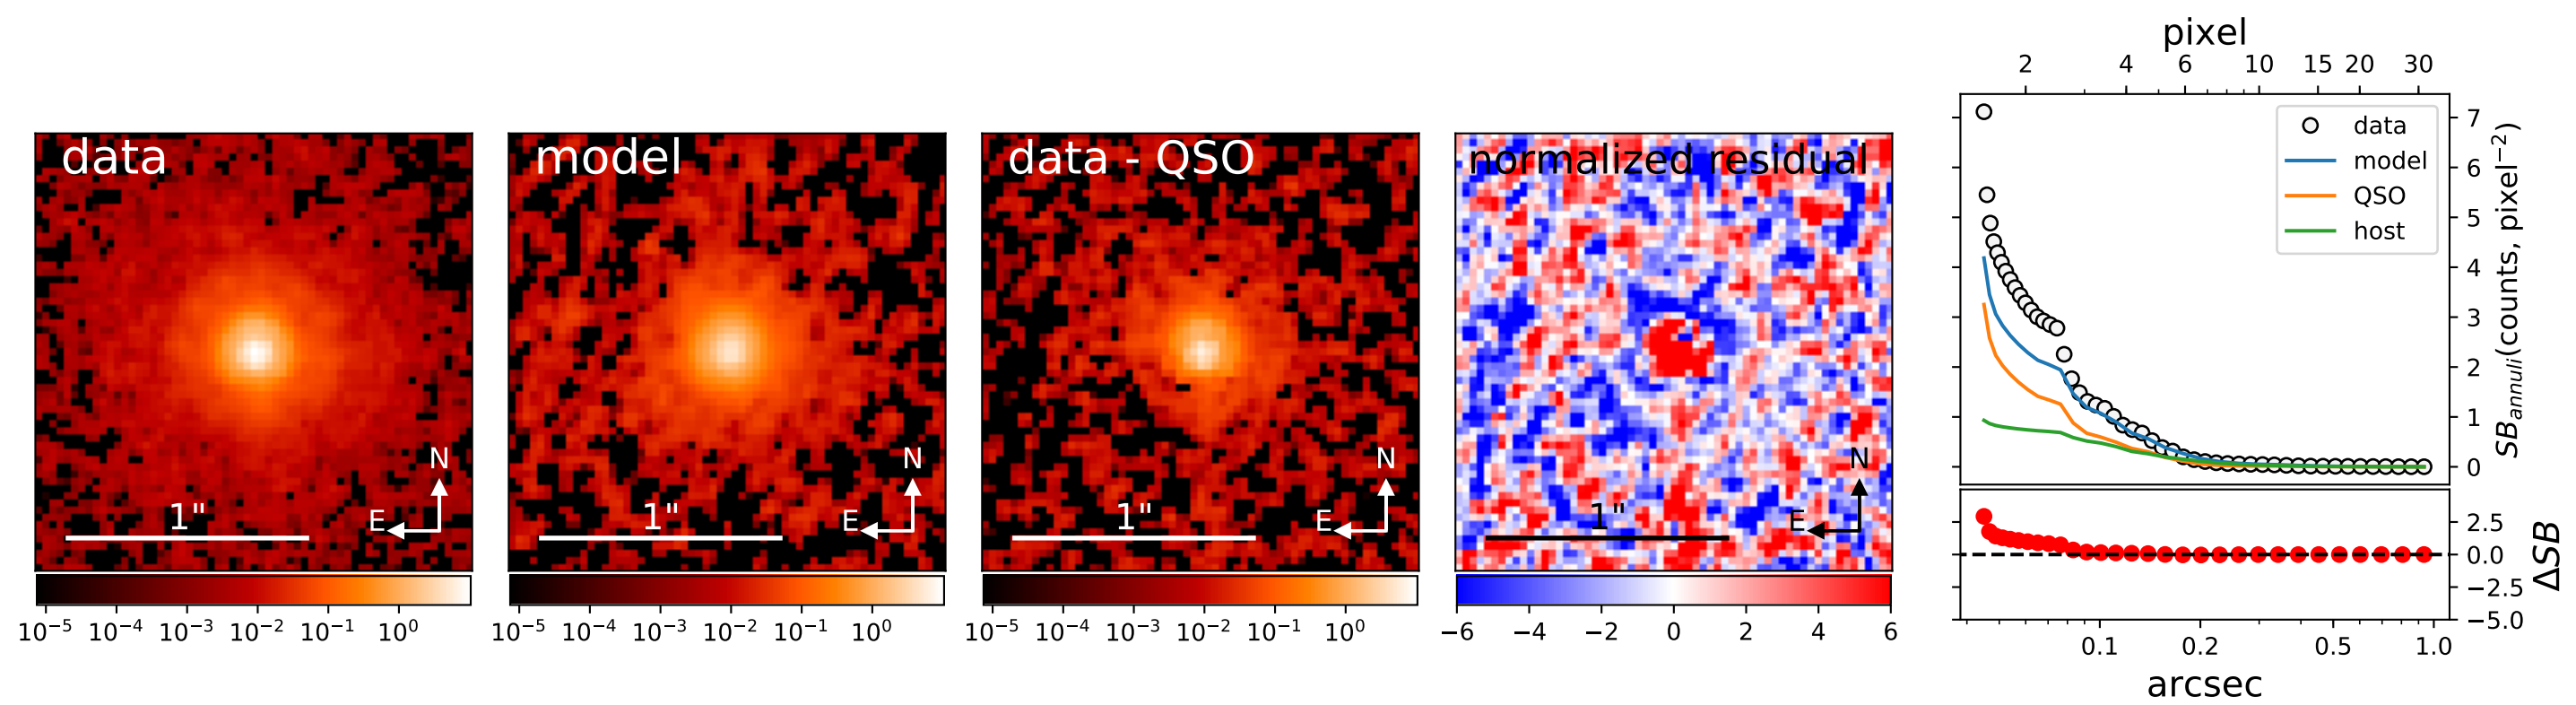 data
N
E
1"
10⁻⁵ 10⁻⁴ 10⁻³ 10⁻² 10⁻¹ 10⁰
model
N
E
1"
10⁻⁵ 10⁻⁴ 10⁻³ 10⁻² 10⁻¹ 10⁰
data - QSO
N
E
1"
10⁻⁵ 10⁻⁴ 10⁻³ 10⁻² 10⁻¹ 10⁰
normalized residual
N
E
1"
−6 −4 −2 0 2 4 6
pixel
2 4 6 10 15 20 30
data
model
QSO
host
7
6
5
4
3
2
1
0
SB_annuli(counts, pixel⁻²)
2.5
0.0
−2.5
−5.0
ΔSB
0.1 0.2 0.5 1.0
arcsec